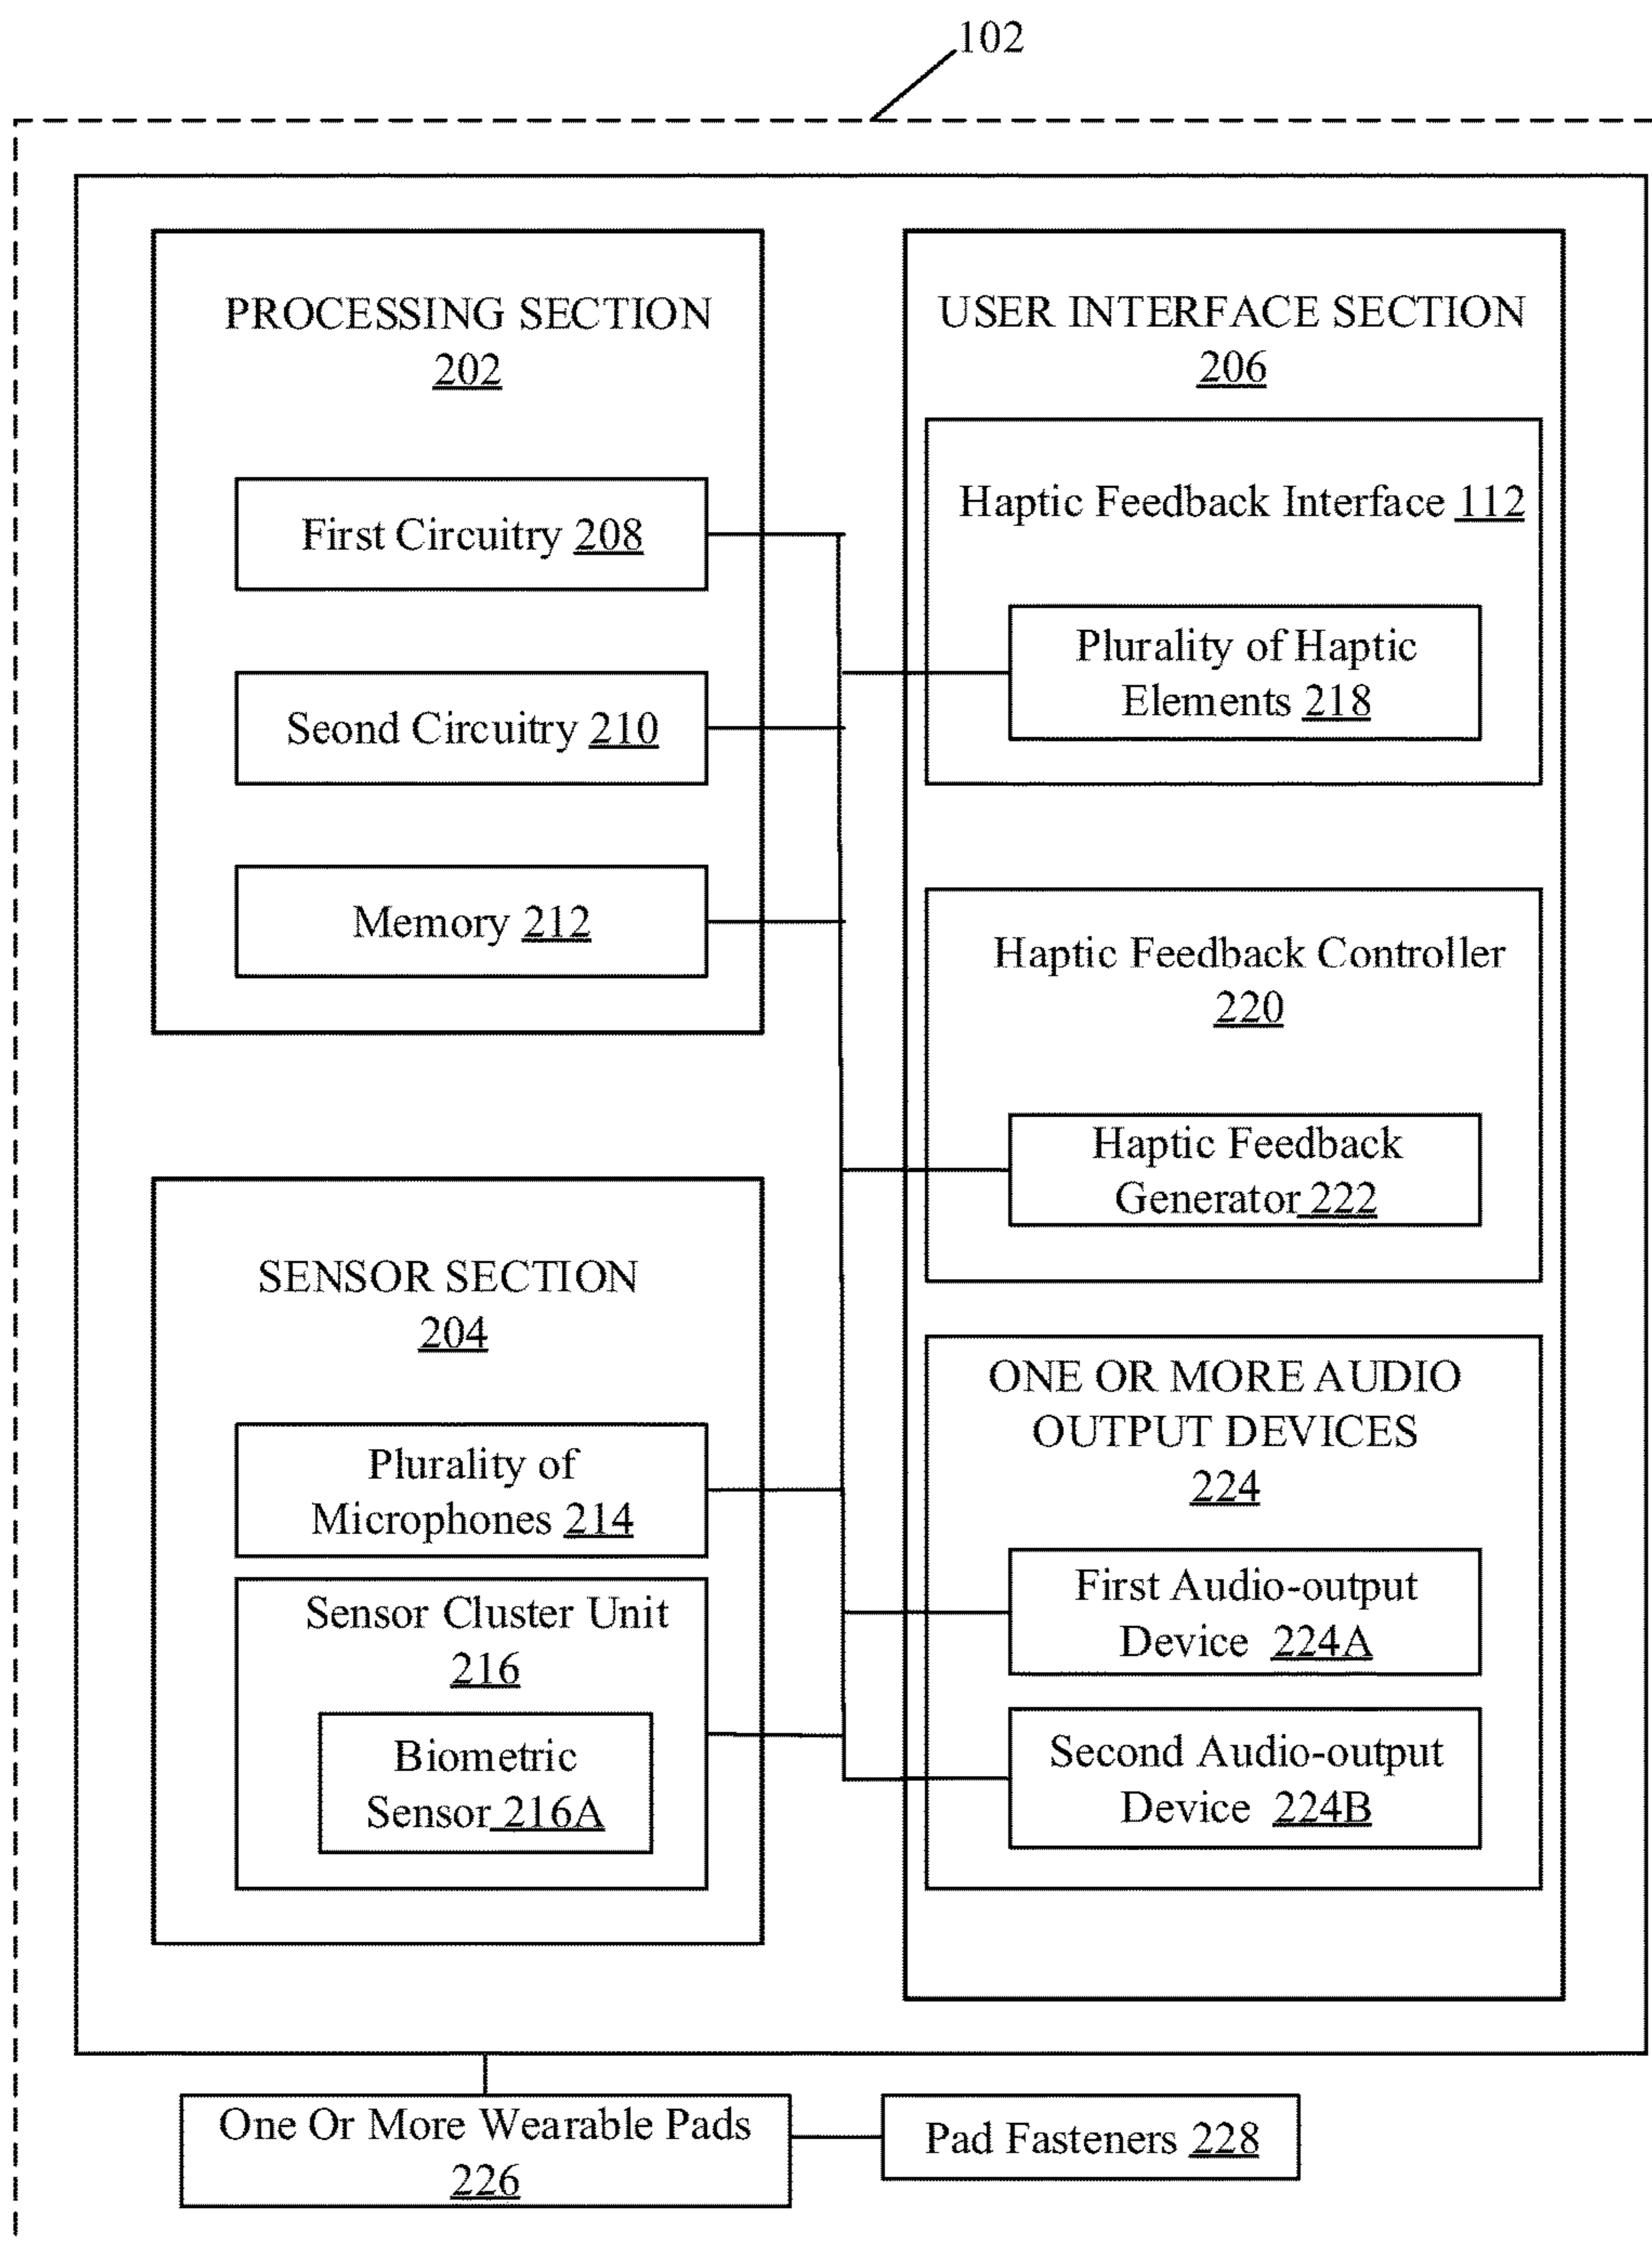 102
PROCESSING SECTION
202
First Circuitry 208
Seond Circuitry 210
Memory 212
SENSOR SECTION
204
Plurality of
Microphones 214
Sensor Cluster Unit
216
Biometric
Sensor 216A
USER INTERFACE SECTION
206
Haptic Feedback Interface 112
Plurality of Haptic
Elements 218
Haptic Feedback Controller
220
Haptic Feedback
Generator 222
ONE OR MORE AUDIO
OUTPUT DEVICES
224
First Audio-output
Device 224A
Second Audio-output
Device 224B
One Or More Wearable Pads
226
Pad Fasteners 228